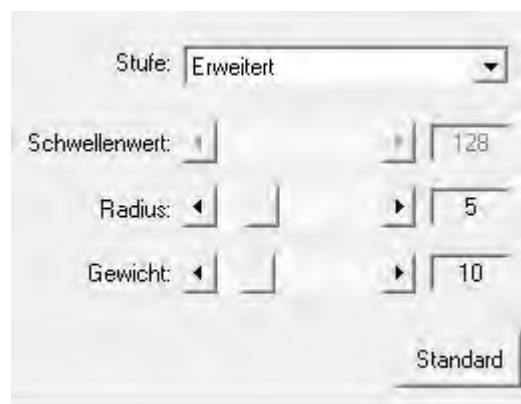 Stufe: Erweitert
Schwellenwert: 128
Radius: 5
Gewicht: 10
Standard